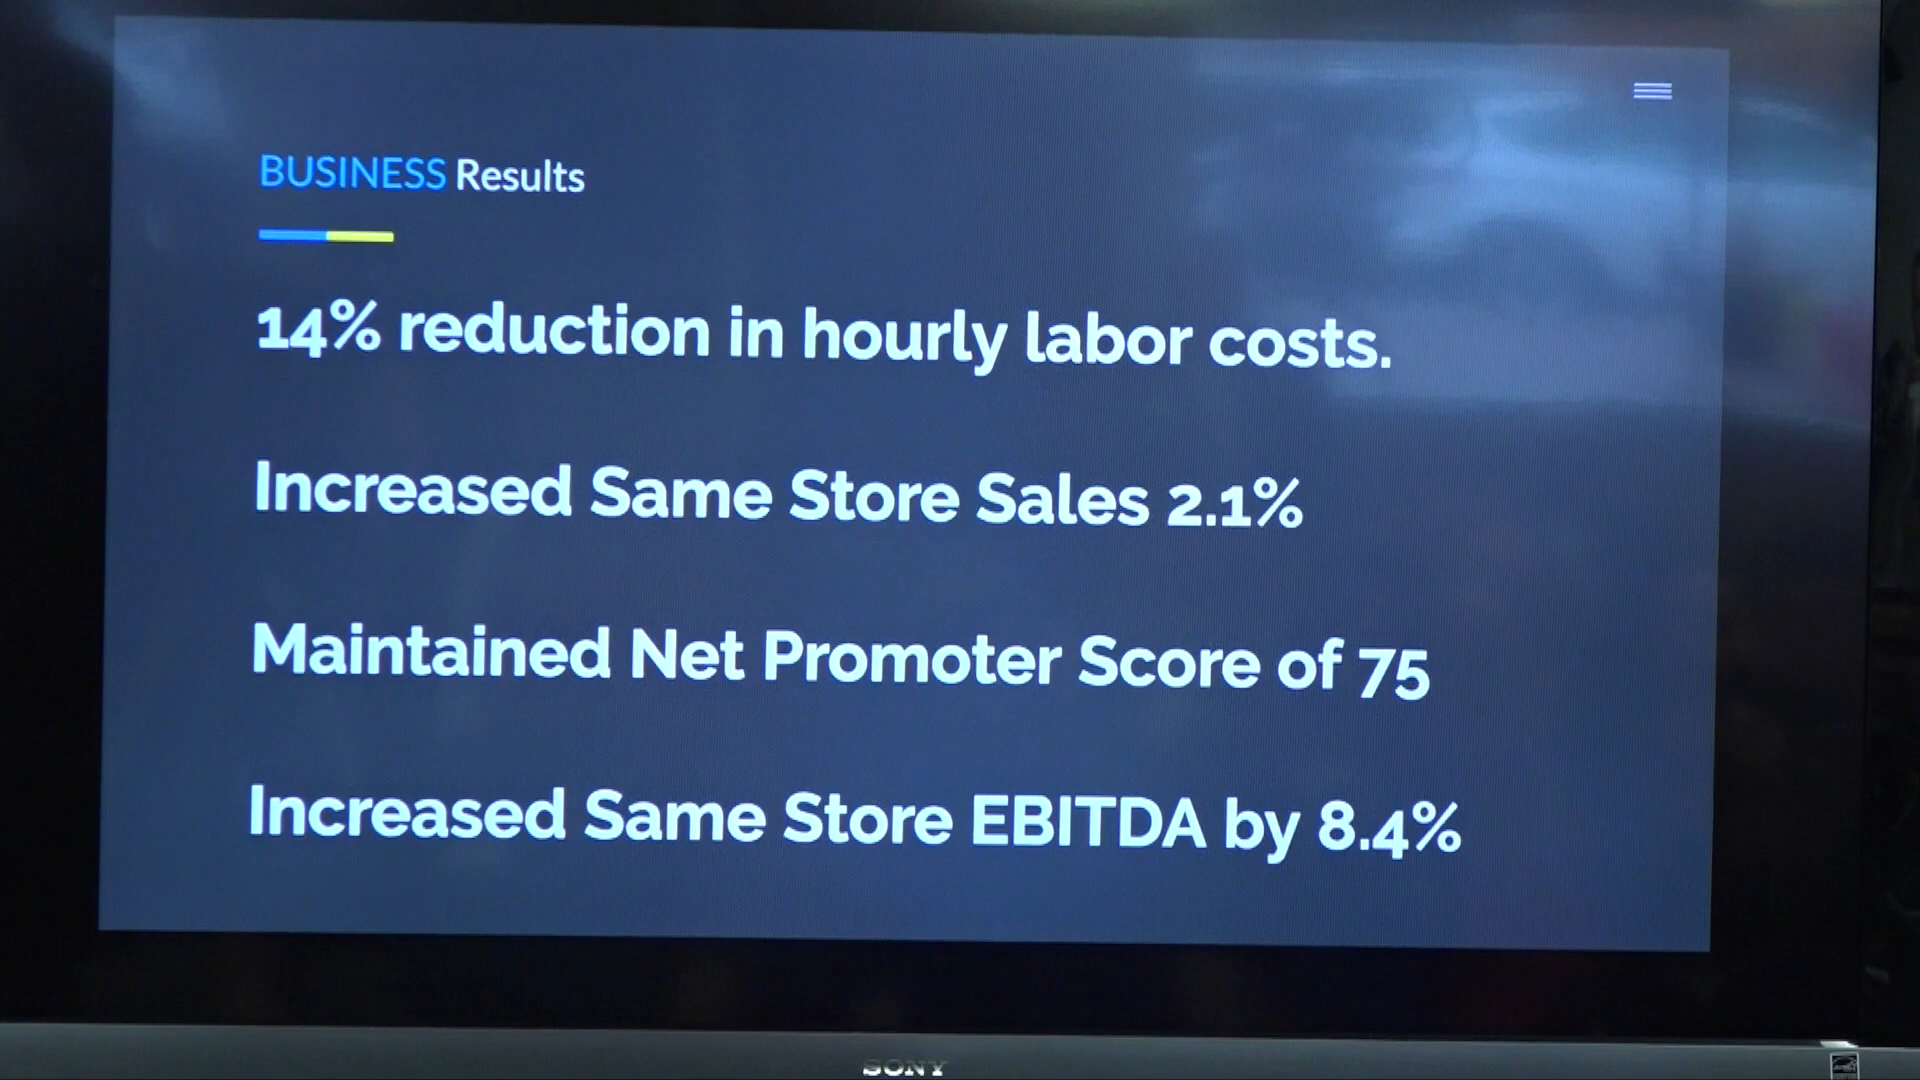 BUSINESS Results
14% reduction in hourly labor costs.
Increased Same Store Sales 2.1%
Maintained Net Promoter Score of 75
Increased Same Store EBITDA by 8.4%
SONY